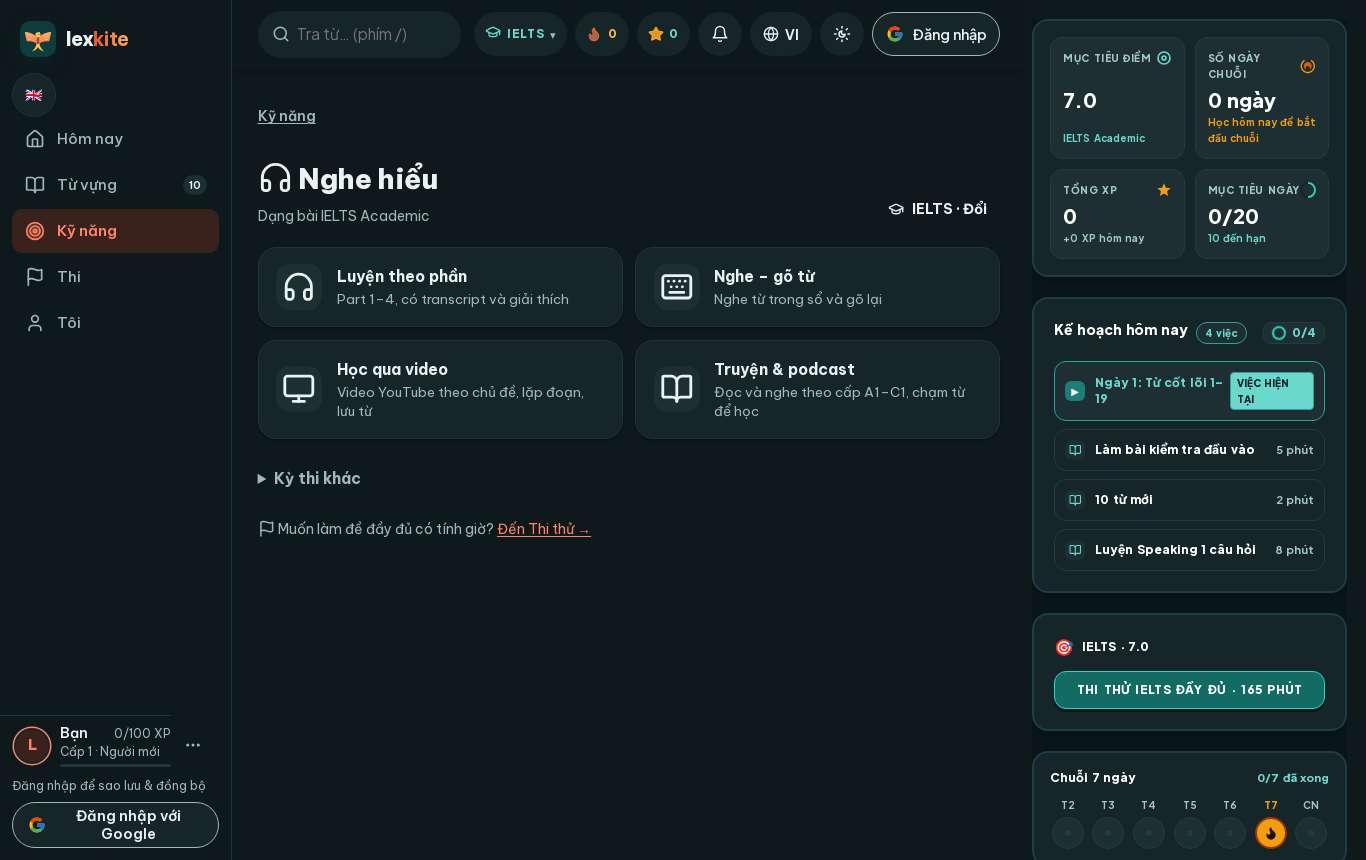 lexkite
Hôm nay
Từ vựng 10
Kỹ năng
Thi
Tôi
Bạn 0/100 XP
L
Cấp 1 · Người mới
Đăng nhập để sao lưu & đồng bộ
Đăng nhập với
Google
Từ... (phím /)
IELTS ▾
0
0
VI
Đăng nhập
Kỹ năng
Nghe hiểu
Dạng bài IELTS Academic
IELTS · Đổi
Luyện theo phần
Part 1–4, có transcript và giải thích
Nghe – gõ từ
Nghe từ trong sổ và gõ lại
Học qua video
Video YouTube theo chủ đề, lặp đoạn,
lưu từ
Truyện & podcast
Đọc và nghe theo cấp A1–C1, chạm từ
để học
Kỳ thi khác
Muốn làm đề đầy đủ có tính giờ? Đến Thi thử →
MỤC TIÊU ĐIỂM
7.0
IELTS Academic
SỐ NGÀY
CHUỖI
0 ngày
Học hôm nay để bắt
đầu chuỗi
TỔNG XP
0
+0 XP hôm nay
MỤC TIÊU NGÀY
0/20
10 đến hạn
Kế hoạch hôm nay 4 việc 0/4
Ngày 1: Từ cốt lõi 1–
19
VIỆC HIỆN
TẠI
Làm bài kiểm tra đầu vào 5 phút
10 từ mới 2 phút
Luyện Speaking 1 câu hỏi 8 phút
IELTS · 7.0
THI THỬ IELTS ĐẦY ĐỦ · 165 PHÚT
Chuỗi 7 ngày 0/7 đã xong
T2 T3 T4 T5 T6 T7 CN